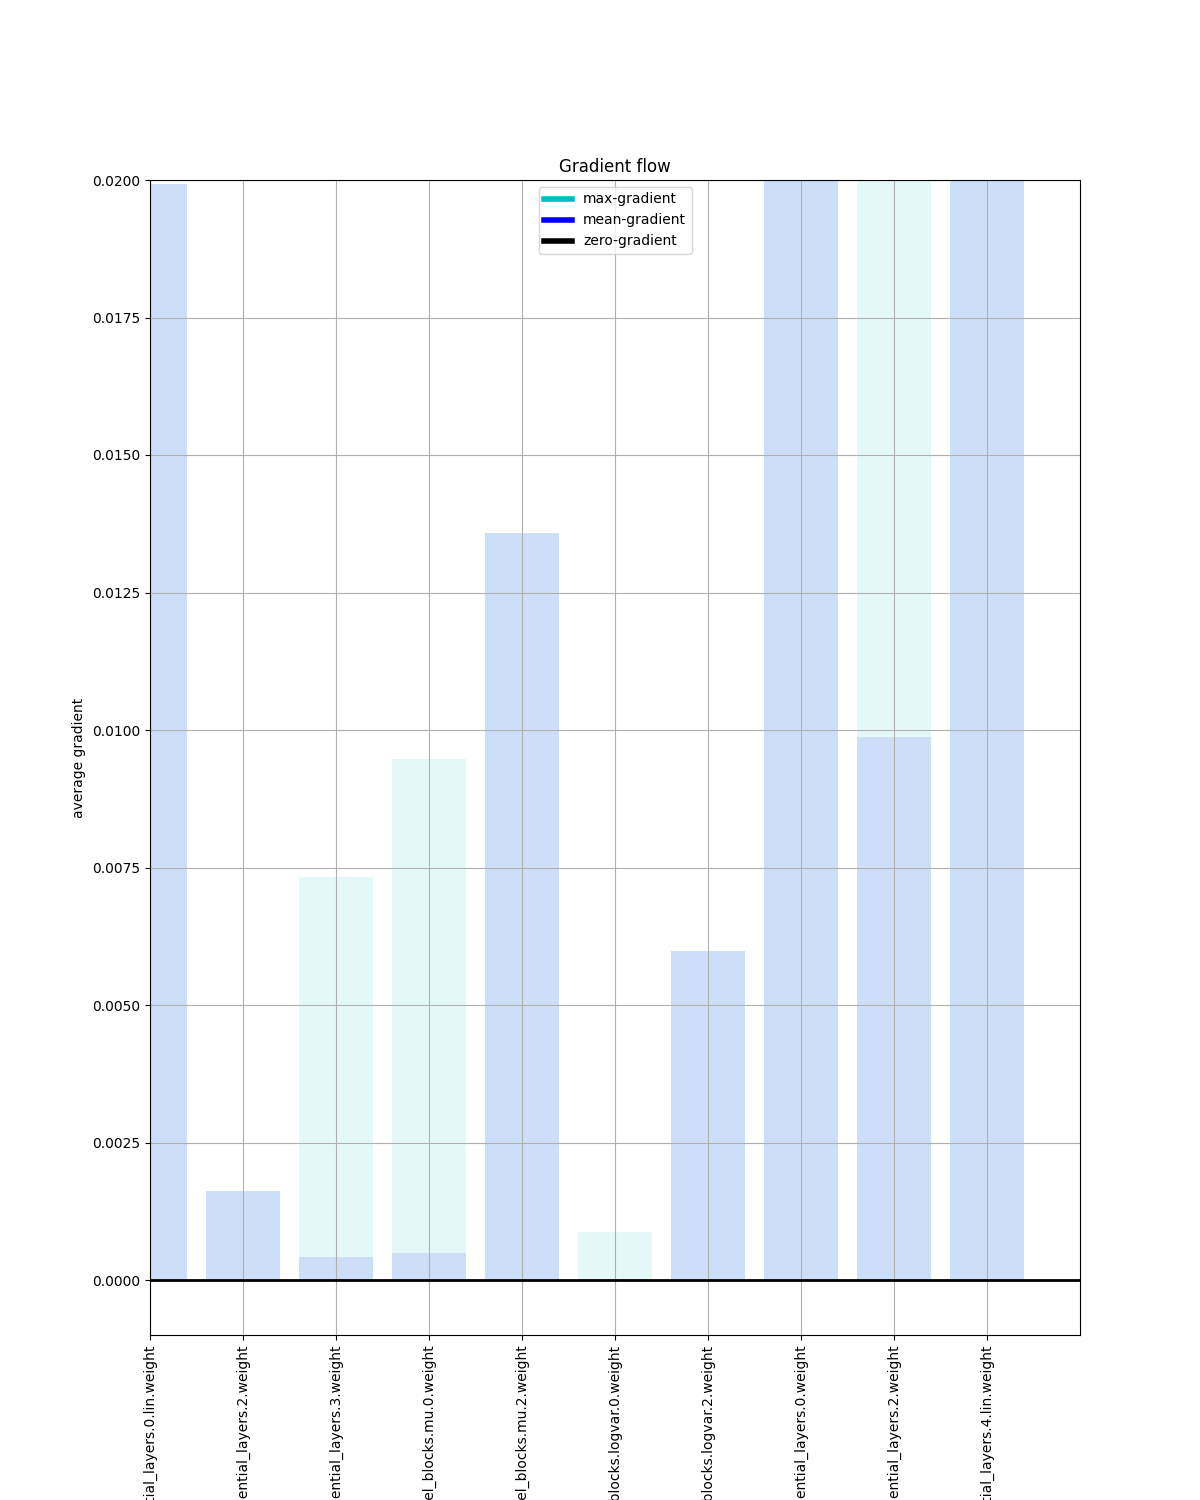 Gradient flow
max-gradient
mean-gradient
zero-gradient
0.0200
0.0175
0.0150
0.0125
0.0100
0.0075
0.0050
0.0025
0.0000
average gradient
tial_layers.0.lin.weight
ential_layers.2.weight
ential_layers.3.weight
el_blocks.mu.0.weight
el_blocks.mu.2.weight
blocks.logvar.0.weight
blocks.logvar.2.weight
ential_layers.0.weight
ential_layers.2.weight
tial_layers.4.lin.weight